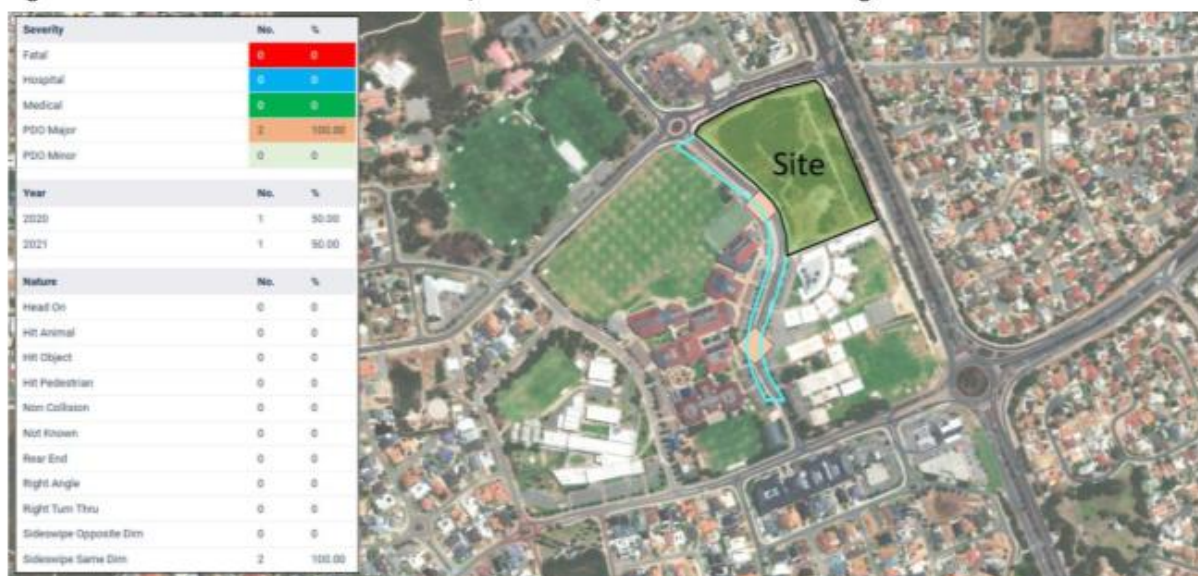 Severity No. %
Fatal 0 0
Hospital 0 0
Medical 0 0
PDO Major 2 100.00
PDO Minor 0 0
Year No. %
2020 1 50.00
2021 1 50.00
Nature No. %
Head On 0 0
Hit Animal 0 0
Hit Object 0 0
Hit Pedestrian 0 0
Non Collision 0 0
Not Known 0 0
Rear End 0 0
Right Angle 0 0
Right Turn Thru 0 0
Sideswipe Opposite Dirn 0 0
Sideswipe Same Dirn 2 100.00
Site